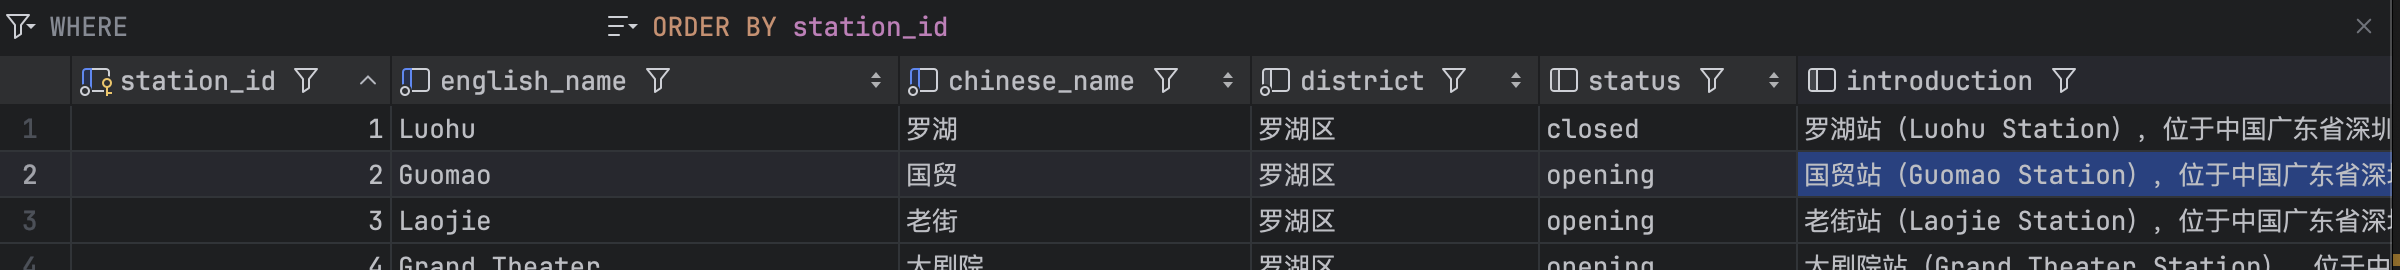 WHERE ORDER BY station_id
station_id english_name chinese_name district status introduction
1 1 Luohu 罗湖 罗湖区 closed 罗湖站（Luohu Station），位于中国广东省深圳
2 2 Guomao 国贸 罗湖区 opening 国贸站（Guomao Station），位于中国广东省深
3 3 Laojie 老街 罗湖区 opening 老街站（Laojie Station），位于中国广东省深
4 4 Grand Theater 大剧院 罗湖区 opening 大剧院站（Grand Theater Station），位于中